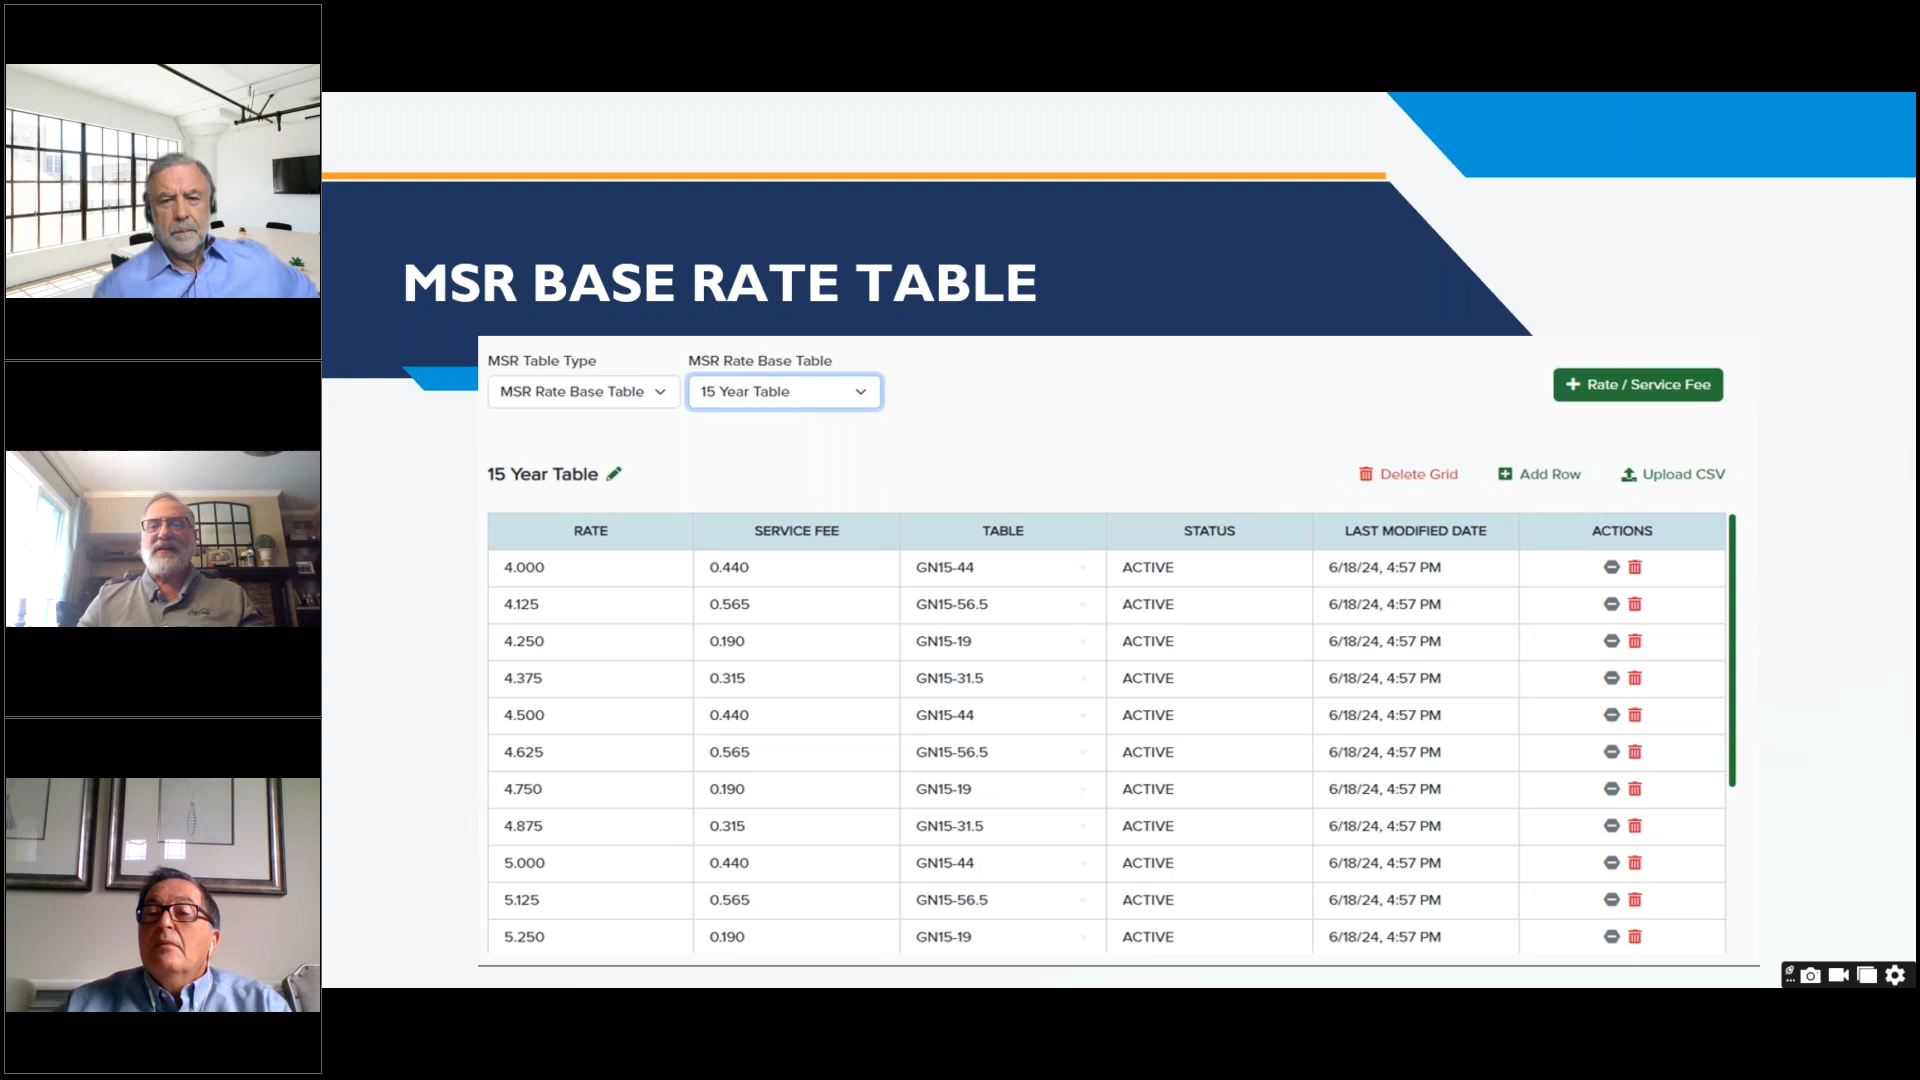 MSR BASE RATE TABLE
MSR Table Type MSR Rate Base Table
MSR Rate Base Table 15 Year Table
Rate / Service Fee
15 Year Table Delete Grid Add Row Upload CSV
RATE SERVICE FEE TABLE STATUS LAST MODIFIED DATE ACTIONS
4.000 0.440 GN15-44 ACTIVE 6/18/24, 4:57 PM
4.125 0.565 GN15-56.5 ACTIVE 6/18/24, 4:57 PM
4.250 0.190 GN15-19 ACTIVE 6/18/24, 4:57 PM
4.375 0.315 GN15-31.5 ACTIVE 6/18/24, 4:57 PM
4.500 0.440 GN15-44 ACTIVE 6/18/24, 4:57 PM
4.625 0.565 GN15-56.5 ACTIVE 6/18/24, 4:57 PM
4.750 0.190 GN15-19 ACTIVE 6/18/24, 4:57 PM
4.875 0.315 GN15-31.5 ACTIVE 6/18/24, 4:57 PM
5.000 0.440 GN15-44 ACTIVE 6/18/24, 4:57 PM
5.125 0.565 GN15-56.5 ACTIVE 6/18/24, 4:57 PM
5.250 0.190 GN15-19 ACTIVE 6/18/24, 4:57 PM